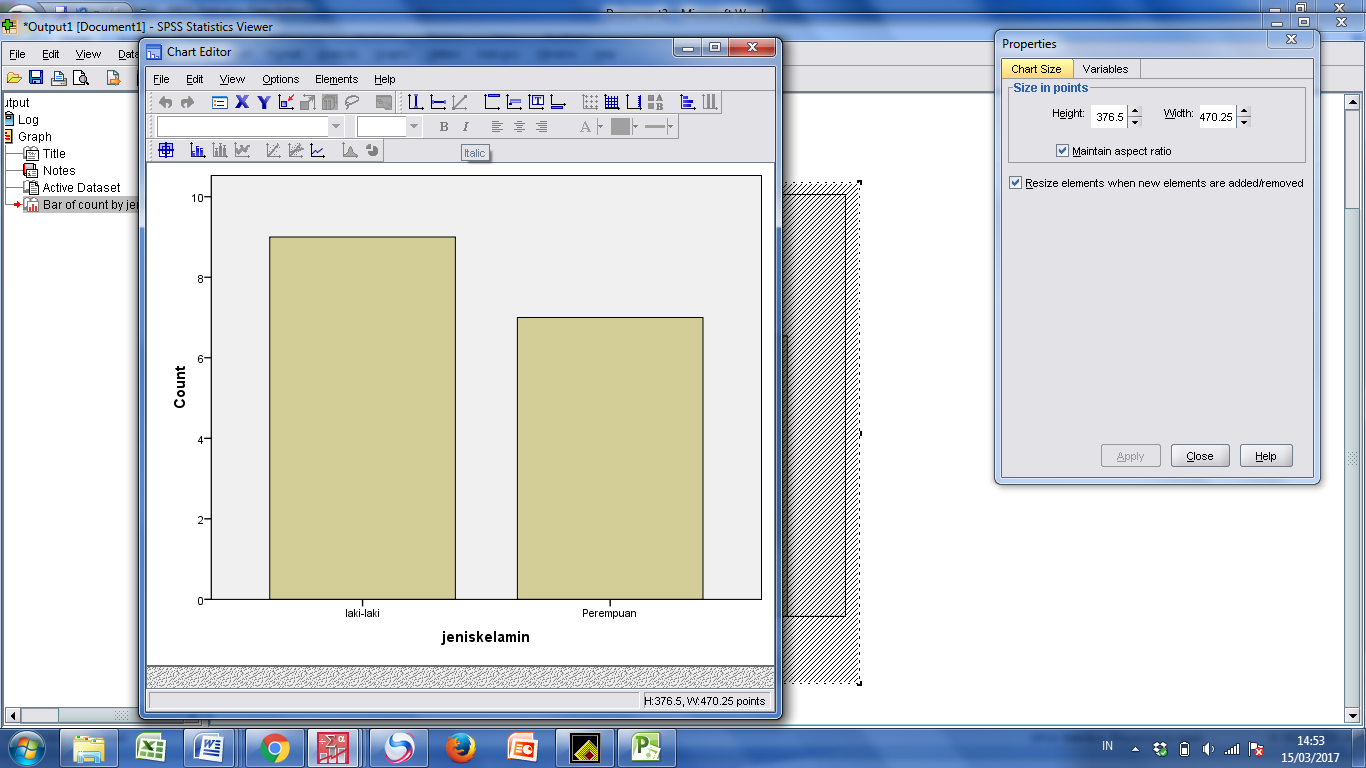 *Output1 [Document1] - SPSS Statistics Viewer
File Edit View Data
utput
Log
Graph
Title
Notes
Active Dataset
Bar of count by jen
Chart Editor
File Edit View Options Elements Help
B I A
Italic
X Y
10
8
6
4
2
0
Count
laki-laki Perempuan
jeniskelamin
H:376.5, W:470.25 points
Properties
Chart Size Variables
Size in points
Height: 376.5 Width: 470.25
Maintain aspect ratio
Resize elements when new elements are added/removed
Apply Close Help
IN
14:53
15/03/2017